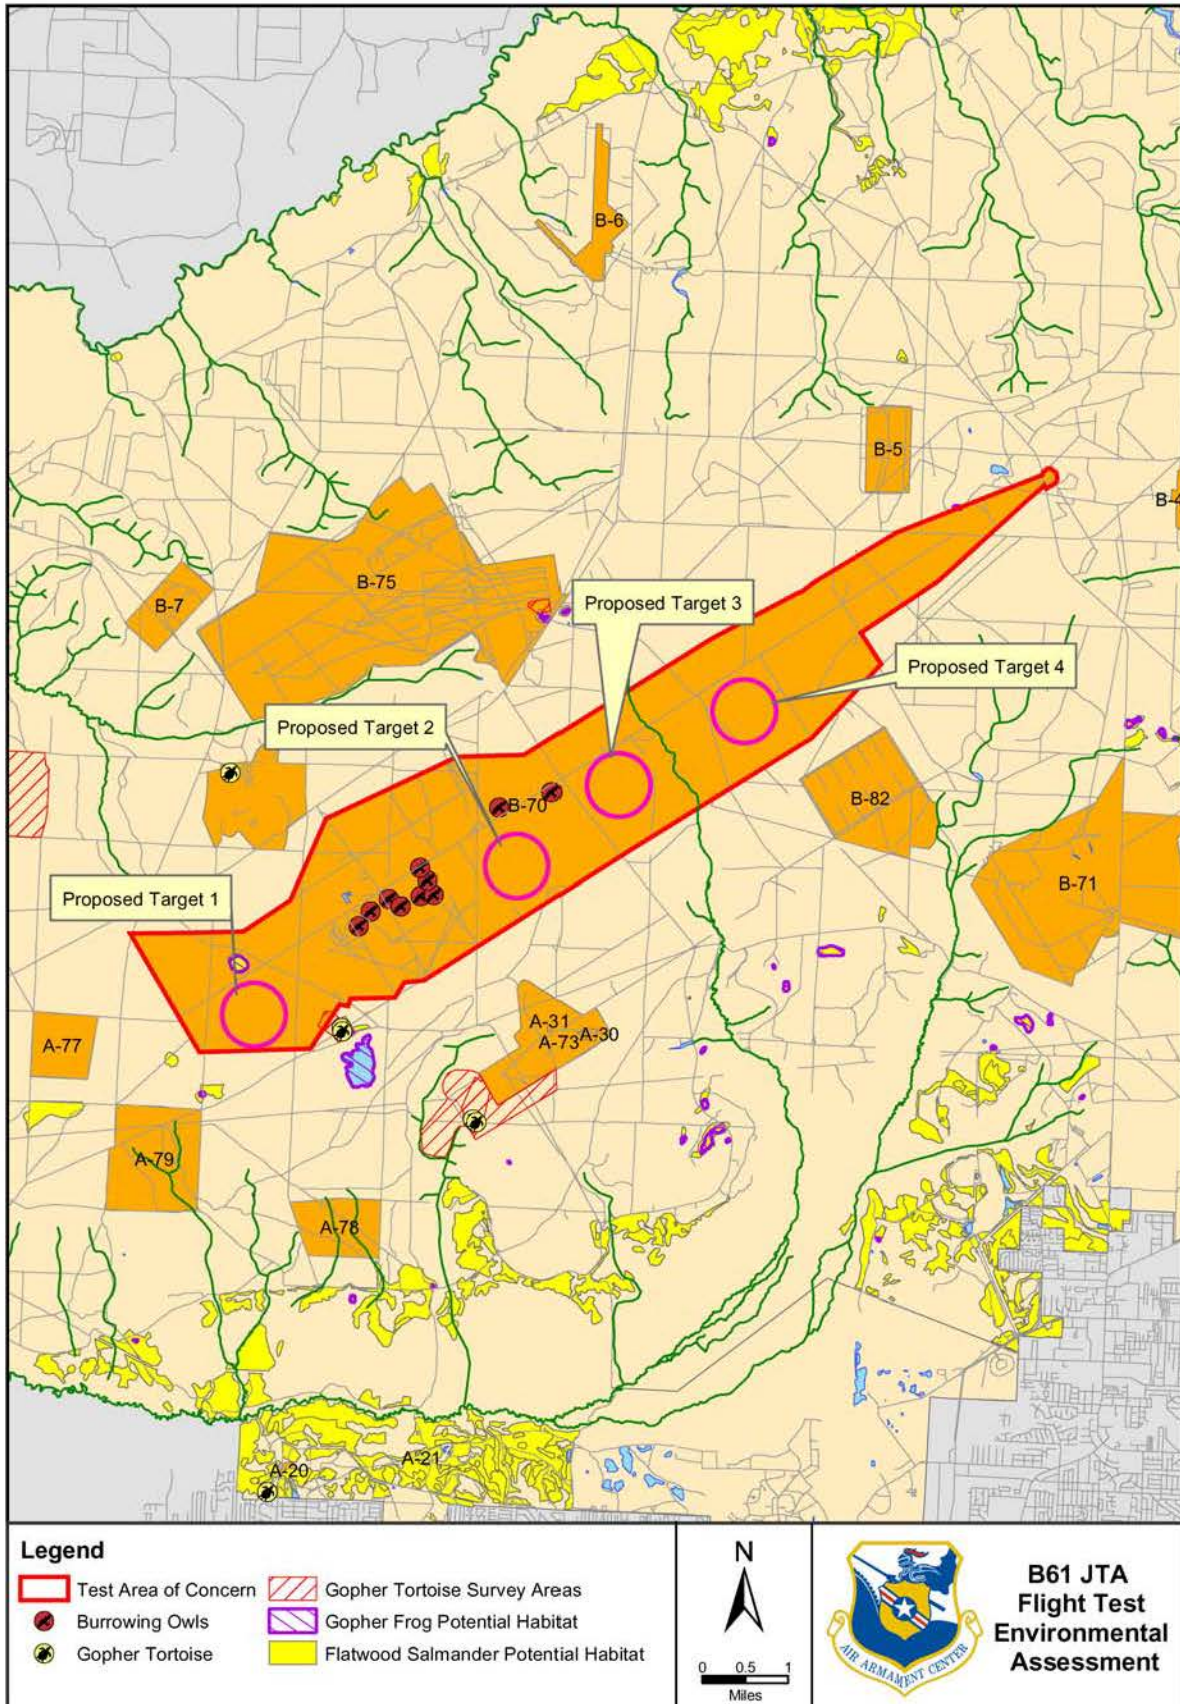 B-6
B-5
B-4
B-75
B-7
Proposed Target 3
Proposed Target 4
Proposed Target 2
B-70
B-82
B-71
Proposed Target 1
A-31
A-30
A-73
A-77
A-79
A-78
A-20
A-21
Legend
Test Area of Concern
Burrowing Owls
Gopher Tortoise
Gopher Tortoise Survey Areas
Gopher Frog Potential Habitat
Flatwood Salmander Potential Habitat
N
0 0.5 1
Miles
AIR ARMAMENT CENTER
B61 JTA
Flight Test
Environmental
Assessment